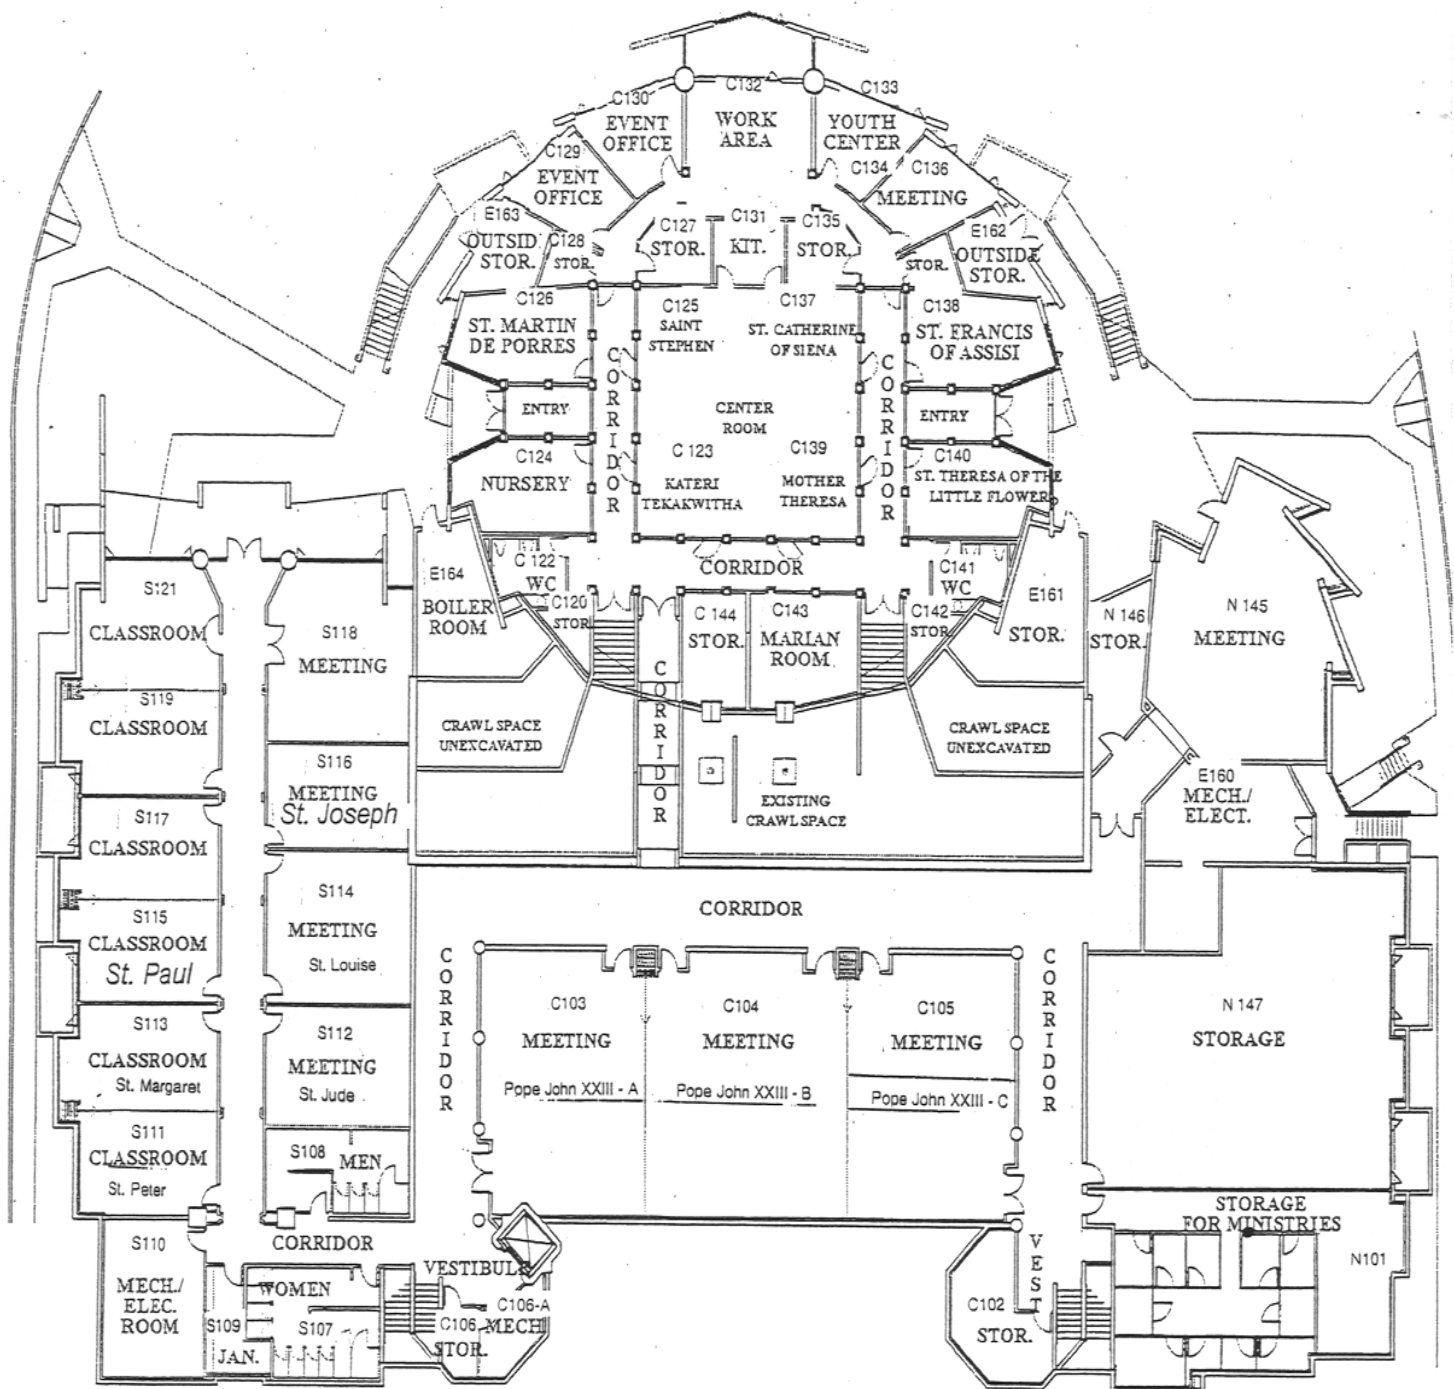 C132
C130
C133
EVENT
OFFICE
WORK
AREA
YOUTH
CENTER
C129
EVENT
OFFICE
C134
C136
MEETING
E163
OUTSID.
STOR.
C128
STOR.
C127
STOR.
C131
KIT.
C135
STOR.
STOR.
E162
OUTSIDE
STOR.
C126
ST. MARTIN
DE PORRES
C125
SAINT
STEPHEN
C137
ST. CATHERINE
OF SIENA
C138
ST. FRANCIS
OF ASSISI
CORRIDOR
CORRIDOR
ENTRY
CENTER
ROOM
ENTRY
C124
NURSERY
C 123
KATERI
TEKAKWITHA
C139
MOTHER
THERESA
C140
ST. THERESA OF THE
LITTLE FLOWER
CORRIDOR
E164
BOILER
ROOM
C 122
WC
C120
STOR.
C 144
STOR.
C143
MARIAN
ROOM
C141
WC
C142
STOR.
E161
STOR.
N 146
STOR.
N 145
MEETING
S121
CLASSROOM
S118
MEETING
S119
CLASSROOM
CORRIDOR
CRAWL SPACE
UNEXCAVATED
CRAWL SPACE
UNEXCAVATED
S116
MEETING
St. Joseph
EXISTING
CRAWL SPACE
E160
MECH./
ELECT.
S117
CLASSROOM
S114
MEETING
St. Louise
S115
CLASSROOM
St. Paul
CORRIDOR
CORRIDOR
CORRIDOR
C103
MEETING
Pope John XXIII - A
C104
MEETING
Pope John XXIII - B
C105
MEETING
Pope John XXIII - C
N 147
STORAGE
S113
CLASSROOM
St. Margaret
S112
MEETING
St. Jude
S111
CLASSROOM
St. Peter
S108
MEN
STORAGE
FOR MINISTRIES
N101
S110
MECH./
ELEC.
ROOM
CORRIDOR
VESTIBUL
WOMEN
S109
JAN.
S107
C106
STOR.
C106-A
MECH
C102
STOR.
VEST